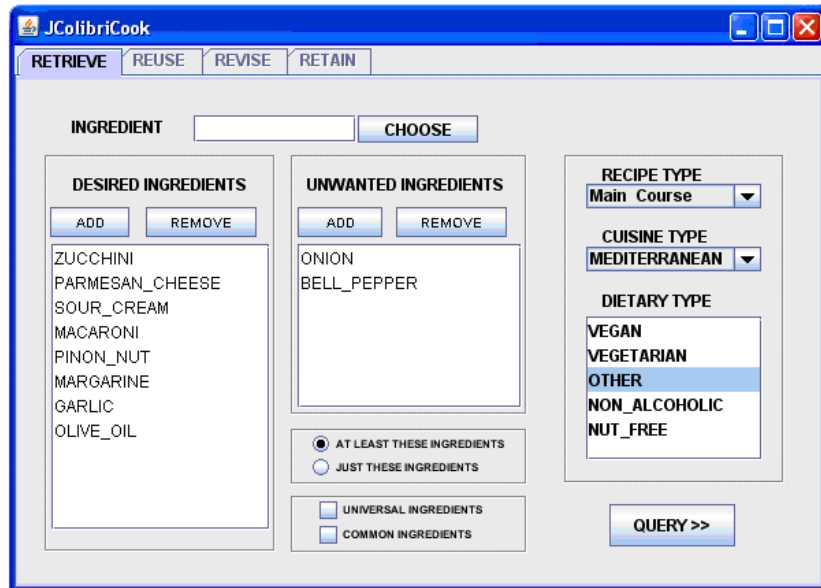 JColibriCook
RETRIEVE REUSE REVISE RETAIN
INGREDIENT CHOOSE
DESIRED INGREDIENTS
ADD REMOVE
ZUCCHINI
PARMESAN_CHEESE
SOUR_CREAM
MACARONI
PINON_NUT
MARGARINE
GARLIC
OLIVE_OIL
UNWANTED INGREDIENTS
ADD REMOVE
ONION
BELL_PEPPER
AT LEAST THESE INGREDIENTS
JUST THESE INGREDIENTS
UNIVERSAL INGREDIENTS
COMMON INGREDIENTS
RECIPE TYPE
Main Course
CUISINE TYPE
MEDITERRANEAN
DIETARY TYPE
VEGAN
VEGETARIAN
OTHER
NON_ALCOHOLIC
NUT_FREE
QUERY >>